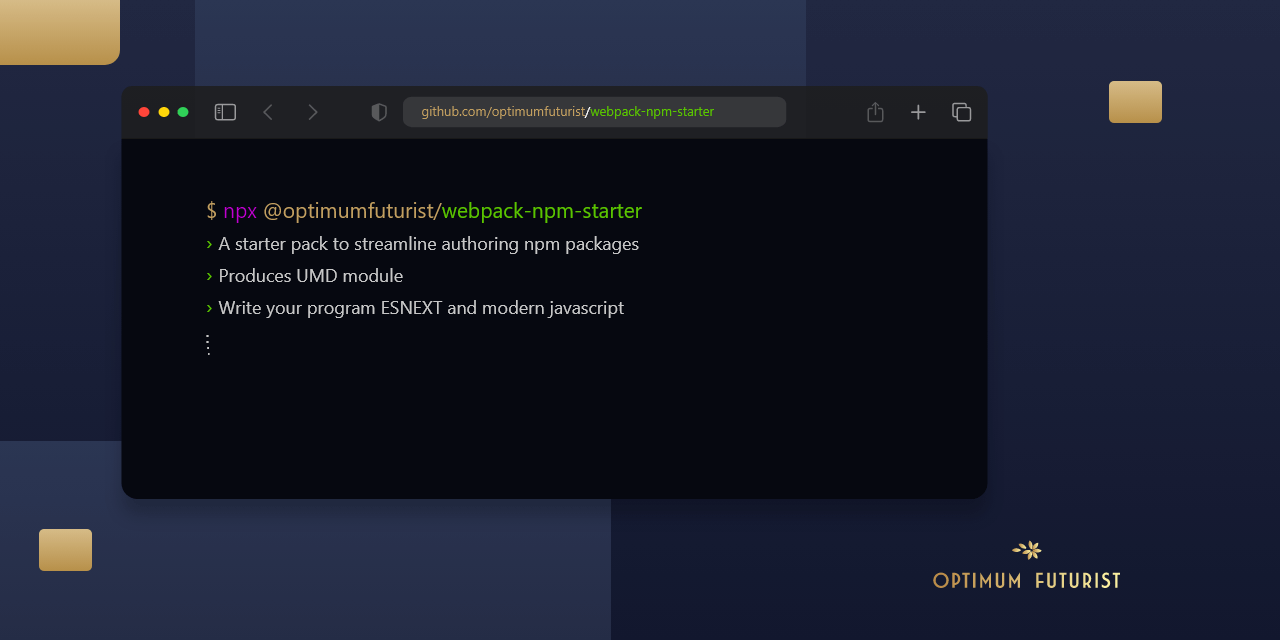 github.com/optimumfuturist/webpack-npm-starter
$ npx @optimumfuturist/webpack-npm-starter
› A starter pack to streamline authoring npm packages
› Produces UMD module
› Write your program ESNEXT and modern javascript
OPTIMUM FUTURIST